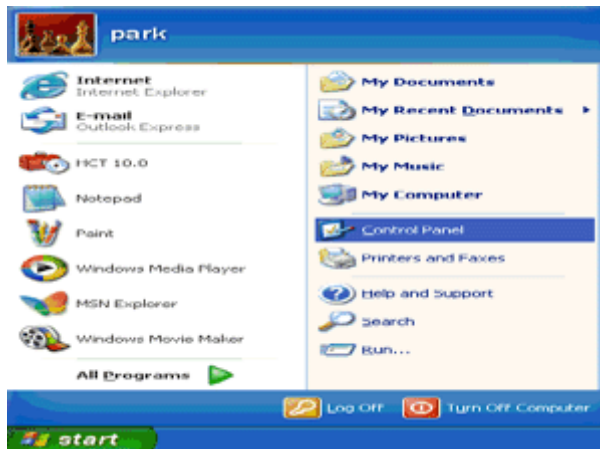 park
Internet
Internet Explorer
E-mail
Outlook Express
HCT 10.0
Notepad
Paint
Windows Media Player
MSN Explorer
Windows Movie Maker
All Programs
My Documents
My Recent Documents
My Pictures
My Music
My Computer
Control Panel
Printers and Faxes
Help and Support
Search
Run...
Log Off
Turn Off Computer
start